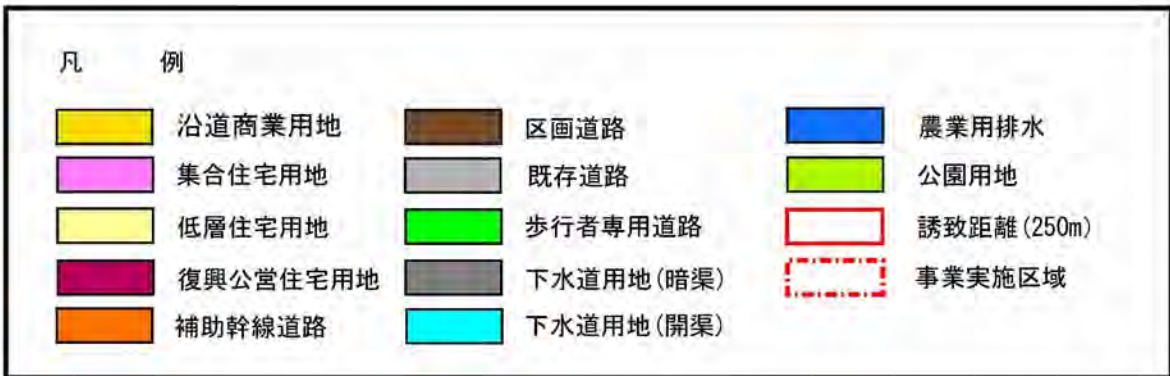 凡 例
沿道商業用地
集合住宅用地
低層住宅用地
復興公営住宅用地
補助幹線道路
区画道路
既存道路
歩行者専用道路
下水道用地(暗渠)
下水道用地(開渠)
農業用排水
公園用地
誘致距離(250m)
事業実施区域